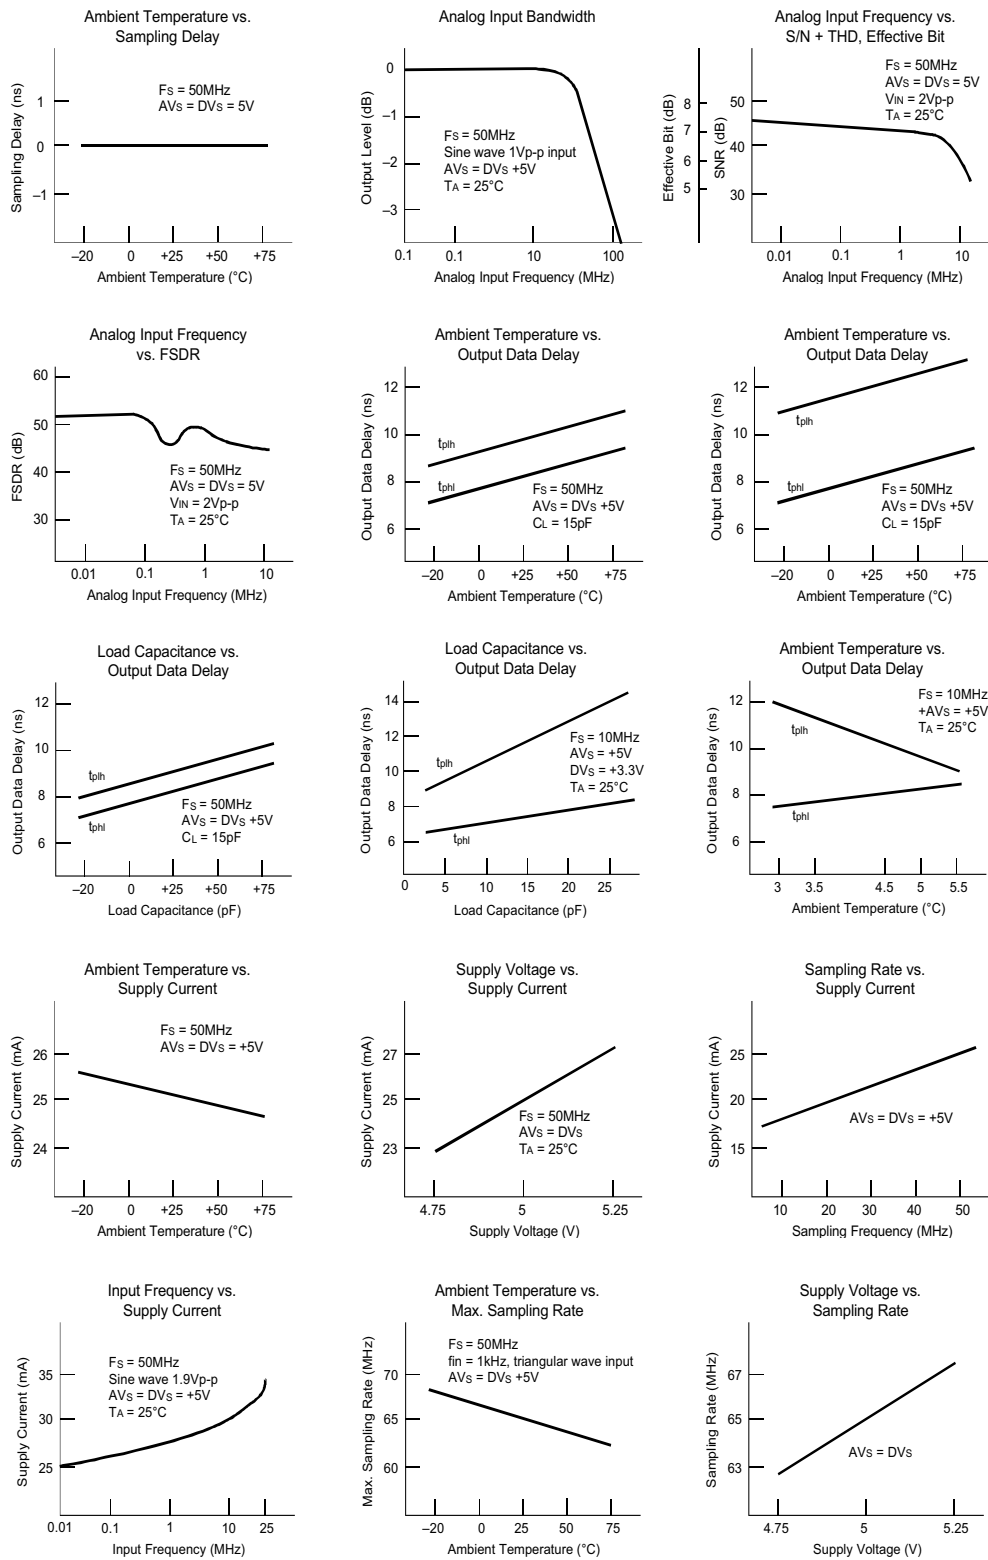 Ambient Temperature vs.
Sampling Delay
Sampling Delay (ns)
1
0
–1
FS = 50MHz
AVS = DVS = 5V
–20 0 +25 +50 +75
Ambient Temperature (°C)
Analog Input Bandwidth
Output Level (dB)
0
–1
–2
–3
FS = 50MHz
Sine wave 1Vp-p input
AVS = DVS +5V
TA = 25°C
0.1 0.1 10 100
Analog Input Frequency (MHz)
Analog Input Frequency vs.
S/N + THD, Effective Bit
Effective Bit (dB)
8
7
6
5
SNR (dB)
50
40
30
FS = 50MHz
AVS = DVS = 5V
VIN = 2Vp-p
TA = 25°C
0.01 0.1 1 10
Analog Input Frequency (MHz)
Analog Input Frequency
vs. FSDR
FSDR (dB)
60
50
40
30
FS = 50MHz
AVS = DVS = 5V
VIN = 2Vp-p
TA = 25°C
0.01 0.1 1 10
Analog Input Frequency (MHz)
Ambient Temperature vs.
Output Data Delay
Output Data Delay (ns)
12
10
8
6
tplh
tphl
FS = 50MHz
AVS = DVS +5V
CL = 15pF
–20 0 +25 +50 +75
Ambient Temperature (°C)
Ambient Temperature vs.
Output Data Delay
Output Data Delay (ns)
12
10
8
6
tplh
tphl
FS = 50MHz
AVS = DVS +5V
CL = 15pF
–20 0 +25 +50 +75
Ambient Temperature (°C)
Load Capacitance vs.
Output Data Delay
Output Data Delay (ns)
12
10
8
6
tplh
tphl
FS = 50MHz
AVS = DVS +5V
CL = 15pF
–20 0 +25 +50 +75
Load Capacitance (pF)
Load Capacitance vs.
Output Data Delay
Output Data Delay (ns)
14
12
10
8
6
tplh
tphl
FS = 10MHz
AVS = +5V
DVS = +3.3V
TA = 25°C
0 5 10 15 20 25
Load Capacitance (pF)
Ambient Temperature vs.
Output Data Delay
Output Data Delay (ns)
12
10
8
6
tplh
tphl
FS = 10MHz
+AVS = +5V
TA = 25°C
3 3.5 4.5 5 5.5
Ambient Temperature (°C)
Ambient Temperature vs.
Supply Current
Supply Current (mA)
26
25
24
FS = 50MHz
AVS = DVS = +5V
–20 0 +25 +50 +75
Ambient Temperature (°C)
Supply Voltage vs.
Supply Current
Supply Current (mA)
27
25
23
FS = 50MHz
AVS = DVS
TA = 25°C
4.75 5 5.25
Supply Voltage (V)
Sampling Rate vs.
Supply Current
Supply Current (mA)
25
20
15
AVS = DVS = +5V
10 20 30 40 50
Sampling Frequency (MHz)
Input Frequency vs.
Supply Current
Supply Current (mA)
35
30
25
FS = 50MHz
Sine wave 1.9Vp-p
AVS = DVS = +5V
TA = 25°C
0.01 0.1 1 10 25
Input Frequency (MHz)
Ambient Temperature vs.
Max. Sampling Rate
Max. Sampling Rate (MHz)
70
65
60
FS = 50MHz
fin = 1kHz, triangular wave input
AVS = DVS +5V
–20 0 25 50 75
Ambient Temperature (°C)
Supply Voltage vs.
Sampling Rate
Sampling Rate (MHz)
67
65
63
AVS = DVS
4.75 5 5.25
Supply Voltage (V)